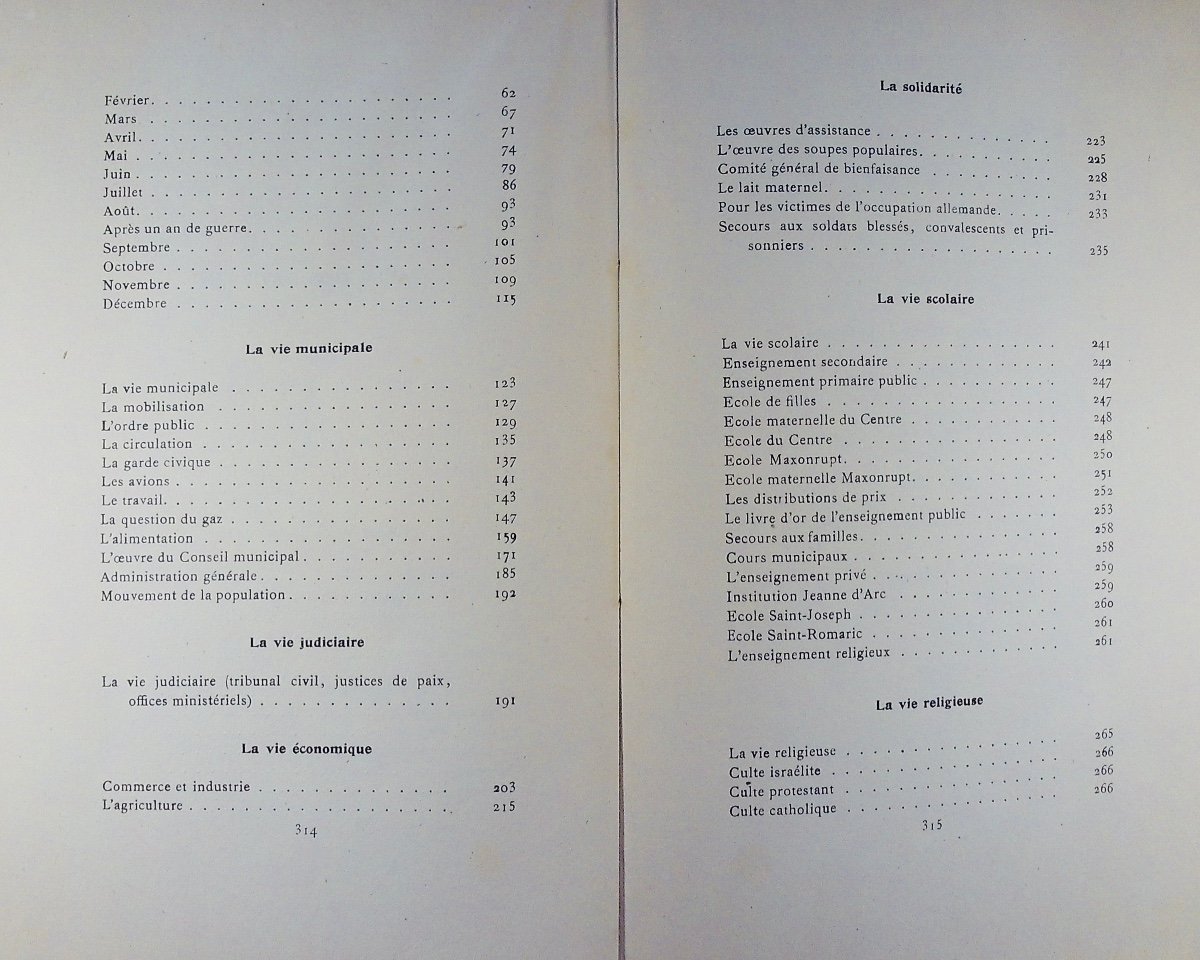 Février. . . . . . . . . . . . . . . . . . 62
Mars . . . . . . . . . . . . . . . . . . 67
Avril. . . . . . . . . . . . . . . . . . 71
Mai . . . . . . . . . . . . . . . . . . 74
Juin . . . . . . . . . . . . . . . . . . 79
Juillet . . . . . . . . . . . . . . . . . 86
Août. . . . . . . . . . . . . . . . . . 93
Après un an de guerre. . . . . . . . . . . . 93
Septembre . . . . . . . . . . . . . . . . 101
Octobre . . . . . . . . . . . . . . . . 105
Novembre . . . . . . . . . . . . . . . . 109
Décembre . . . . . . . . . . . . . . . . 115
La vie municipale
La vie municipale . . . . . . . . . . . . . 123
La mobilisation . . . . . . . . . . . . . . 127
L'ordre public . . . . . . . . . . . . . . 129
La circulation . . . . . . . . . . . . . . 135
La garde civique . . . . . . . . . . . . . 137
Les avions . . . . . . . . . . . . . . . 141
Le travail. . . . . . . . . . . . . . . . 143
La question du gaz . . . . . . . . . . . . 147
L'alimentation . . . . . . . . . . . . . . 159
L'œuvre du Conseil municipal . . . . . . . . . 171
Administration générale . . . . . . . . . . . 185
Mouvement de la population . . . . . . . . . . 192
La vie judiciaire
La vie judiciaire (tribunal civil, justices de paix,
offices ministériels) . . . . . . . . . . . . 191
La vie économique
Commerce et industrie . . . . . . . . . . . 203
L'agriculture . . . . . . . . . . . . . . 215
314
La solidarité
Les œuvres d'assistance . . . . . . . . . . . 223
L'œuvre des soupes populaires. . . . . . . . . 225
Comité général de bienfaisance . . . . . . . . 228
Le lait maternel. . . . . . . . . . . . . . 231
Pour les victimes de l'occupation allemande. . . . . 233
Secours aux soldats blessés, convalescents et pri-
sonniers . . . . . . . . . . . . . . . . 235
La vie scolaire
La vie scolaire . . . . . . . . . . . . . . 241
Enseignement secondaire . . . . . . . . . . 242
Enseignement primaire public . . . . . . . . . 247
Ecole de filles . . . . . . . . . . . . . . 247
Ecole maternelle du Centre . . . . . . . . . 248
Ecole du Centre . . . . . . . . . . . . . 248
Ecole Maxonrupt. . . . . . . . . . . . . . 250
Ecole maternelle Maxonrupt. . . . . . . . . . 251
Les distributions de prix . . . . . . . . . . 252
Le livre d'or de l'enseignement public . . . . . . 253
Secours aux familles. . . . . . . . . . . . 258
Cours municipaux . . . . . . . . . . . . . 258
L'enseignement privé . . . . . . . . . . . . 259
Institution Jeanne d'Arc . . . . . . . . . . 259
Ecole Saint-Joseph . . . . . . . . . . . . 260
Ecole Saint-Romaric . . . . . . . . . . . . 261
L'enseignement religieux . . . . . . . . . . 261
La vie religieuse
La vie religieuse . . . . . . . . . . . . . 265
Culte israélite . . . . . . . . . . . . . . 266
Culte protestant . . . . . . . . . . . . . 266
Culte catholique . . . . . . . . . . . . . 266
315